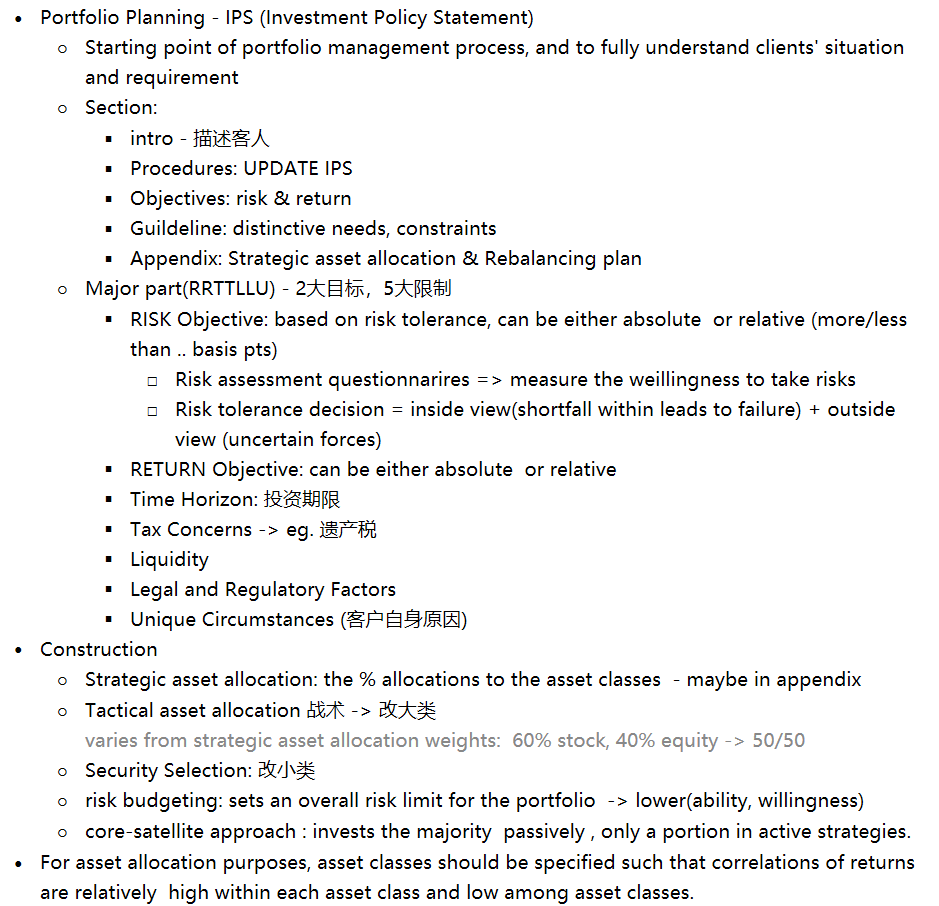 Portfolio Planning - IPS (Investment Policy Statement)
Starting point of portfolio management process, and to fully understand clients' situation
and requirement
Section:
intro - 描述客人
Procedures: UPDATE IPS
Objectives: risk & return
Guildeline: distinctive needs, constraints
Appendix: Strategic asset allocation & Rebalancing plan
Major part(RRTTLLU) - 2大目标，5大限制
RISK Objective: based on risk tolerance, can be either absolute  or relative (more/less
than .. basis pts)
Risk assessment questionnarires => measure the weillingness to take risks
Risk tolerance decision = inside view(shortfall within leads to failure) + outside
view (uncertain forces)
RETURN Objective: can be either absolute  or relative
Time Horizon: 投资期限
Tax Concerns -> eg. 遗产税
Liquidity
Legal and Regulatory Factors
Unique Circumstances (客户自身原因)
Construction
Strategic asset allocation: the % allocations to the asset classes  - maybe in appendix
Tactical asset allocation 战术 -> 改大类
varies from strategic asset allocation weights:  60% stock, 40% equity -> 50/50
Security Selection: 改小类
risk budgeting: sets an overall risk limit for the portfolio  -> lower(ability, willingness)
core-satellite approach : invests the majority  passively , only a portion in active strategies.
For asset allocation purposes, asset classes should be specified such that correlations of returns
are relatively  high within each asset class and low among asset classes.